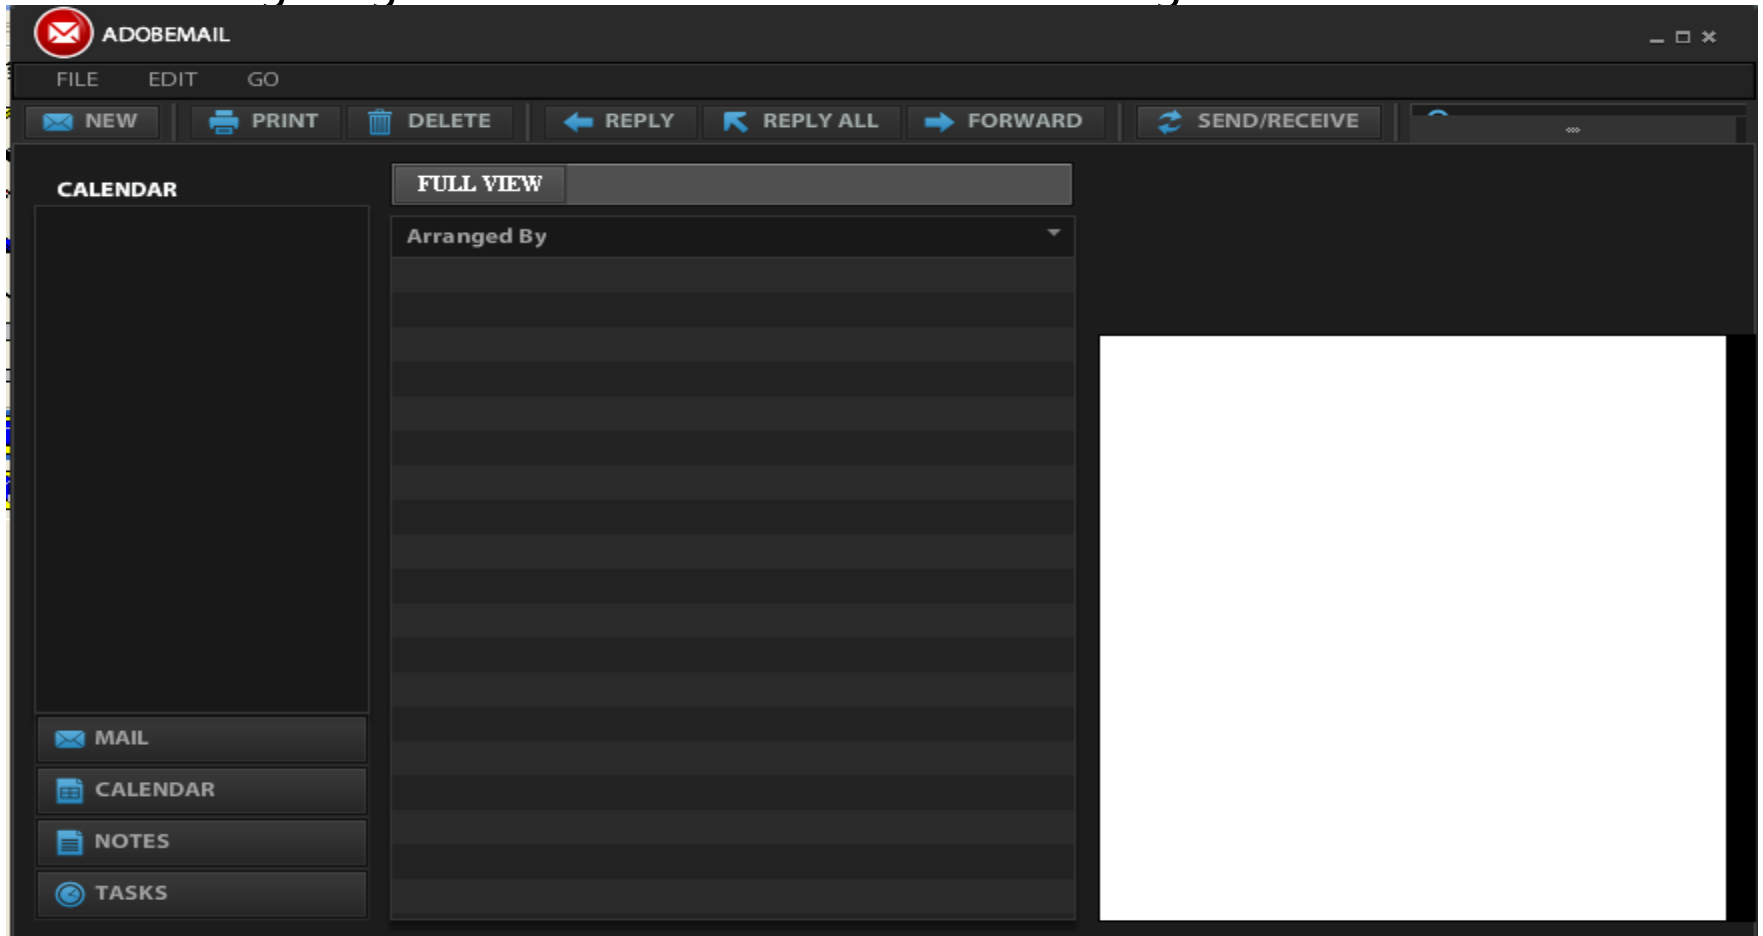 ADOBEMAIL
FILE EDIT GO
NEW PRINT DELETE REPLY REPLY ALL FORWARD SEND/RECEIVE
CALENDAR
FULL VIEW
Arranged By
MAIL
CALENDAR
NOTES
TASKS